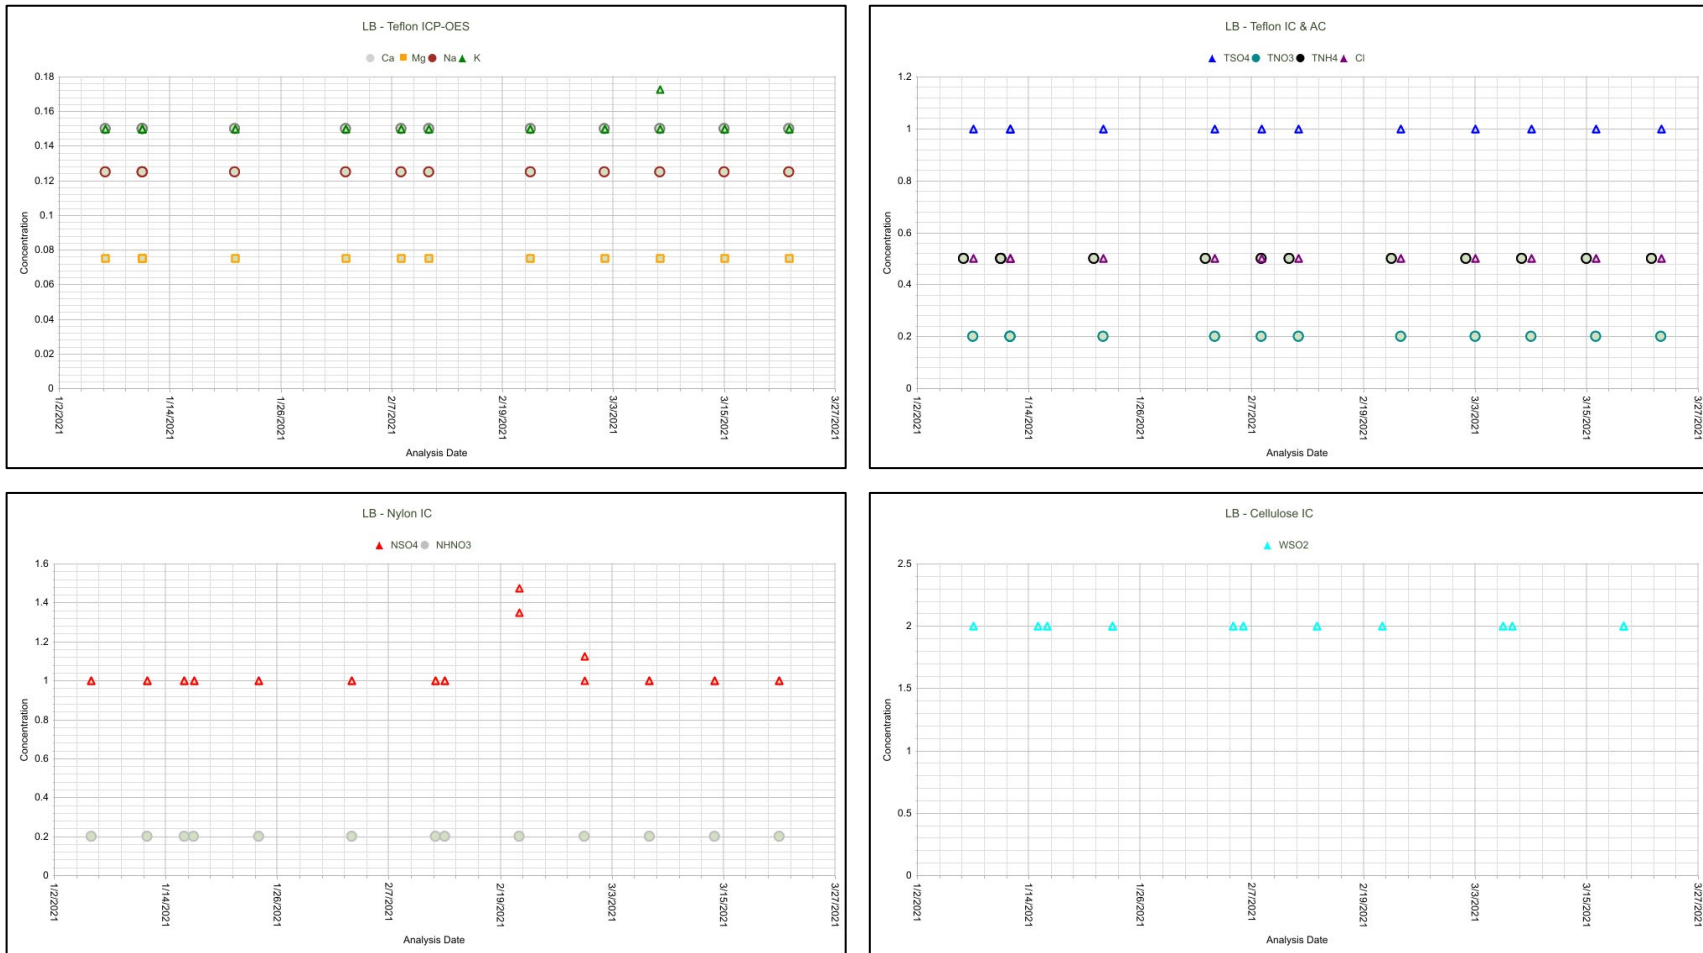 LB - Teflon ICP-OES
Ca Mg Na K
0.18
0.16
0.14
0.12
0.1
0.08
0.06
0.04
0.02
0
Concentration
1/2/2021 1/14/2021 1/26/2021 2/7/2021 2/19/2021 3/3/2021 3/15/2021 3/27/2021
Analysis Date
LB - Teflon IC & AC
TSO4 TNO3 TNH4 Cl
1.2
1
0.8
0.6
0.4
0.2
0
Concentration
1/2/2021 1/14/2021 1/26/2021 2/7/2021 2/19/2021 3/3/2021 3/15/2021 3/27/2021
Analysis Date
LB - Nylon IC
NSO4 NHNO3
1.6
1.4
1.2
1
0.8
0.6
0.4
0.2
0
Concentration
1/2/2021 1/14/2021 1/26/2021 2/7/2021 2/19/2021 3/3/2021 3/15/2021 3/27/2021
Analysis Date
LB - Cellulose IC
WSO2
2.5
2
1.5
1
0.5
0
Concentration
1/2/2021 1/14/2021 1/26/2021 2/7/2021 2/19/2021 3/3/2021 3/15/2021 3/27/2021
Analysis Date